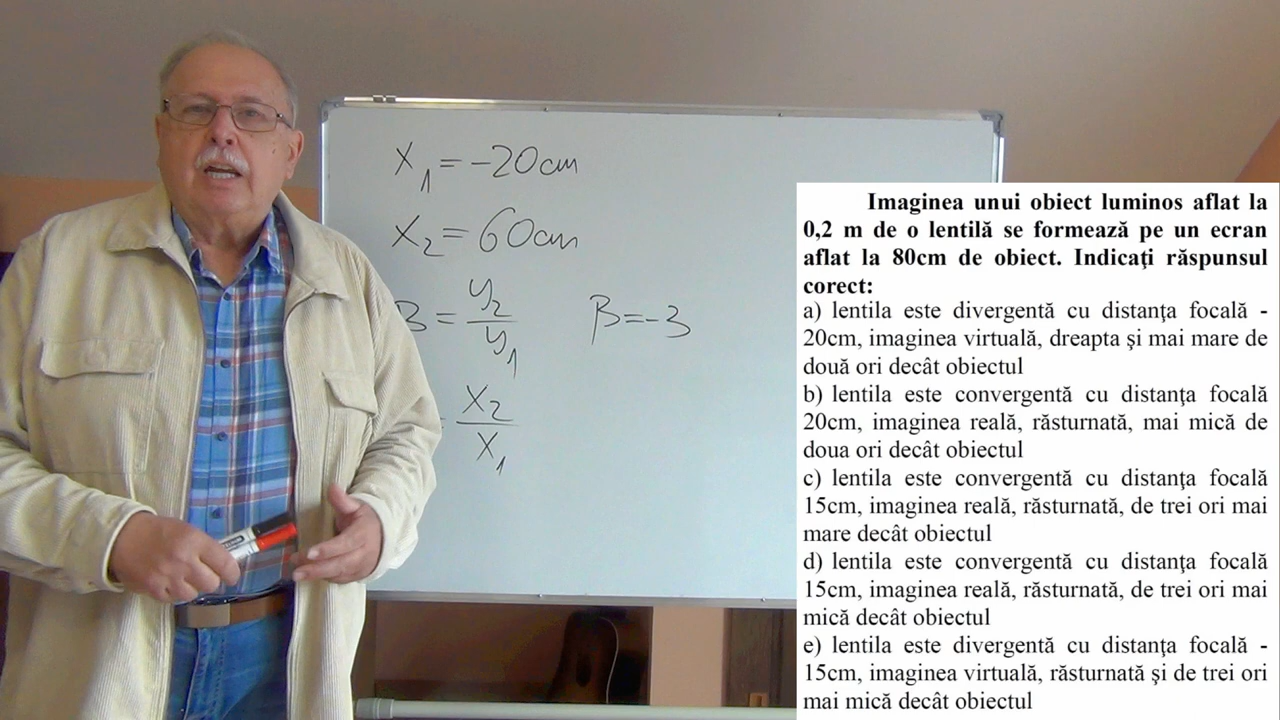 x₁ = -20cm
x₂ = 60cm
β = y₂/y₁ β = -3
= x₂/x₁
Imaginea unui obiect luminos aflat la
0,2 m de o lentilă se formează pe un ecran
aflat la 80cm de obiect. Indicaţi răspunsul
corect:
a) lentila este divergentă cu distanţa focală -
20cm, imaginea virtuală, dreapta şi mai mare de
două ori decât obiectul
b) lentila este convergentă cu distanţa focală
20cm, imaginea reală, răsturnată, mai mică de
doua ori decât obiectul
c) lentila este convergentă cu distanţa focală
15cm, imaginea reală, răsturnată, de trei ori mai
mare decât obiectul
d) lentila este convergentă cu distanţa focală
15cm, imaginea reală, răsturnată, de trei ori mai
mică decât obiectul
e) lentila este divergentă cu distanţa focală -
15cm, imaginea virtuală, răsturnată şi de trei ori
mai mică decât obiectul